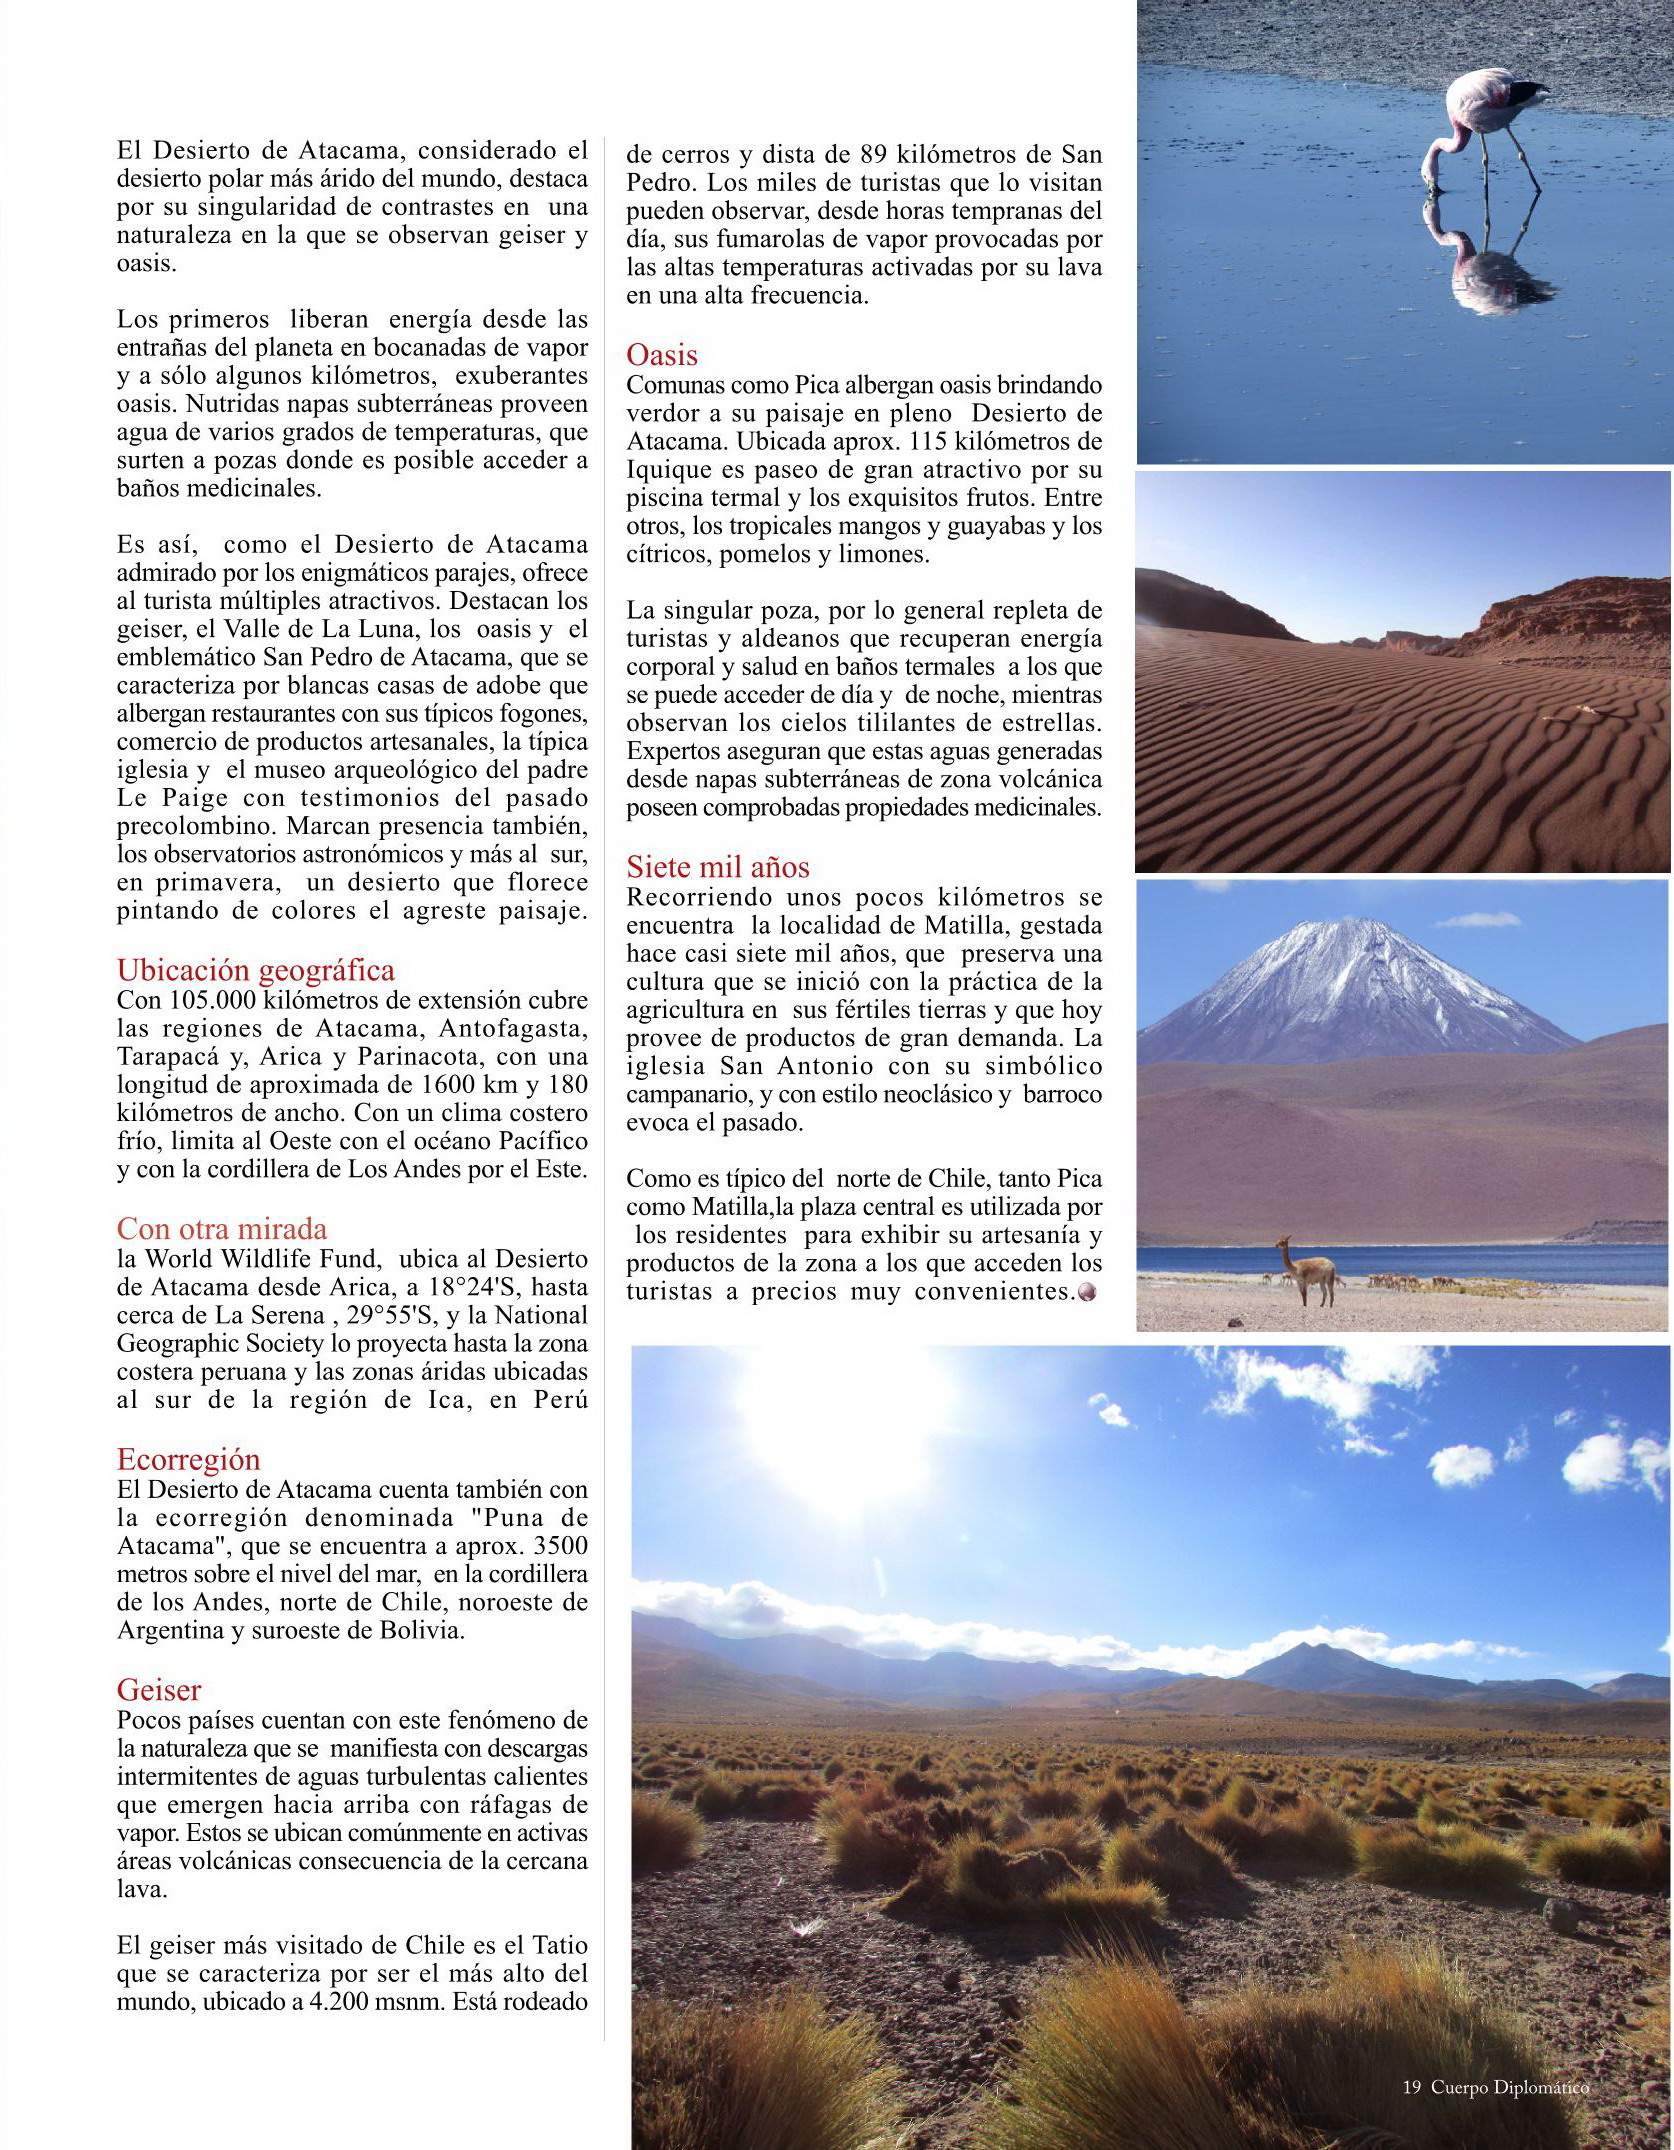 El Desierto de Atacama, considerado el
desierto polar más árido del mundo, destaca
por su singularidad de contrastes en una
naturaleza en la que se observan geiser y
oasis.
Los primeros liberan energía desde las
entrañas del planeta en bocanadas de vapor
y a sólo algunos kilómetros, exuberantes
oasis. Nutridas napas subterráneas proveen
agua de varios grados de temperaturas, que
surten a pozas donde es posible acceder a
baños medicinales.
Es así, como el Desierto de Atacama
admirado por los enigmáticos parajes, ofrece
al turista múltiples atractivos. Destacan los
geiser, el Valle de La Luna, los oasis y el
emblemático San Pedro de Atacama, que se
caracteriza por blancas casas de adobe que
albergan restaurantes con sus típicos fogones,
comercio de productos artesanales, la típica
iglesia y el museo arqueológico del padre
Le Paige con testimonios del pasado
precolombino. Marcan presencia también,
los observatorios astronómicos y más al sur,
en primavera, un desierto que florece
pintando de colores el agreste paisaje.
Ubicación geográfica
Con 105.000 kilómetros de extensión cubre
las regiones de Atacama, Antofagasta,
Tarapacá y, Arica y Parinacota, con una
longitud de aproximada de 1600 km y 180
kilómetros de ancho. Con un clima costero
frío, limita al Oeste con el océano Pacífico
y con la cordillera de Los Andes por el Este.
Con otra mirada
la World Wildlife Fund, ubica al Desierto
de Atacama desde Arica, a 18°24'S, hasta
cerca de La Serena , 29°55'S, y la National
Geographic Society lo proyecta hasta la zona
costera peruana y las zonas áridas ubicadas
al sur de la región de Ica, en Perú
Ecorregión
El Desierto de Atacama cuenta también con
la ecorregión denominada "Puna de
Atacama", que se encuentra a aprox. 3500
metros sobre el nivel del mar, en la cordillera
de los Andes, norte de Chile, noroeste de
Argentina y suroeste de Bolivia.
Geiser
Pocos países cuentan con este fenómeno de
la naturaleza que se manifiesta con descargas
intermitentes de aguas turbulentas calientes
que emergen hacia arriba con ráfagas de
vapor. Estos se ubican comúnmente en activas
áreas volcánicas consecuencia de la cercana
lava.
El geiser más visitado de Chile es el Tatio
que se caracteriza por ser el más alto del
mundo, ubicado a 4.200 msnm. Está rodeado
de cerros y dista de 89 kilómetros de San
Pedro. Los miles de turistas que lo visitan
pueden observar, desde horas tempranas del
día, sus fumarolas de vapor provocadas por
las altas temperaturas activadas por su lava
en una alta frecuencia.
Oasis
Comunas como Pica albergan oasis brindando
verdor a su paisaje en pleno Desierto de
Atacama. Ubicada aprox. 115 kilómetros de
Iquique es paseo de gran atractivo por su
piscina termal y los exquisitos frutos. Entre
otros, los tropicales mangos y guayabas y los
cítricos, pomelos y limones.
La singular poza, por lo general repleta de
turistas y aldeanos que recuperan energía
corporal y salud en baños termales a los que
se puede acceder de día y de noche, mientras
observan los cielos titilantes de estrellas.
Expertos aseguran que estas aguas generadas
desde napas subterráneas de zona volcánica
poseen comprobadas propiedades medicinales.
Siete mil años
Recorriendo unos pocos kilómetros se
encuentra la localidad de Matilla, gestada
hace casi siete mil años, que preserva una
cultura que se inició con la práctica de la
agricultura en sus fértiles tierras y que hoy
provee de productos de gran demanda. La
iglesia San Antonio con su simbólico
campanario, y con estilo neoclásico y barroco
evoca el pasado.
Como es típico del norte de Chile, tanto Pica
como Matilla,la plaza central es utilizada por
los residentes para exhibir su artesanía y
productos de la zona a los que acceden los
turistas a precios muy convenientes.
19 Cuerpo Diplomático